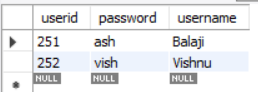 userid password username
251 ash Balaji
252 vish Vishnu
NULL NULL NULL